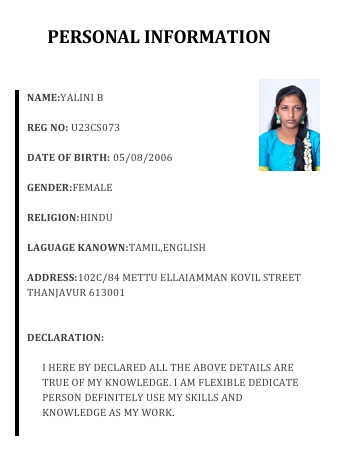 PERSONAL INFORMATION
NAME:YALINI B
REG NO: U23CS073
DATE OF BIRTH: 05/08/2006
GENDER:FEMALE
RELIGION:HINDU
LAGUAGE KANOWN:TAMIL,ENGLISH
ADDRESS:102C/84 METTU ELLAIAMMAN KOVIL STREET
THANJAVUR 613001
DECLARATION:
I HERE BY DECLARED ALL THE ABOVE DETAILS ARE
TRUE OF MY KNOWLEDGE. I AM FLEXIBLE DEDICATE
PERSON DEFINITELY USE MY SKILLS AND
KNOWLEDGE AS MY WORK.